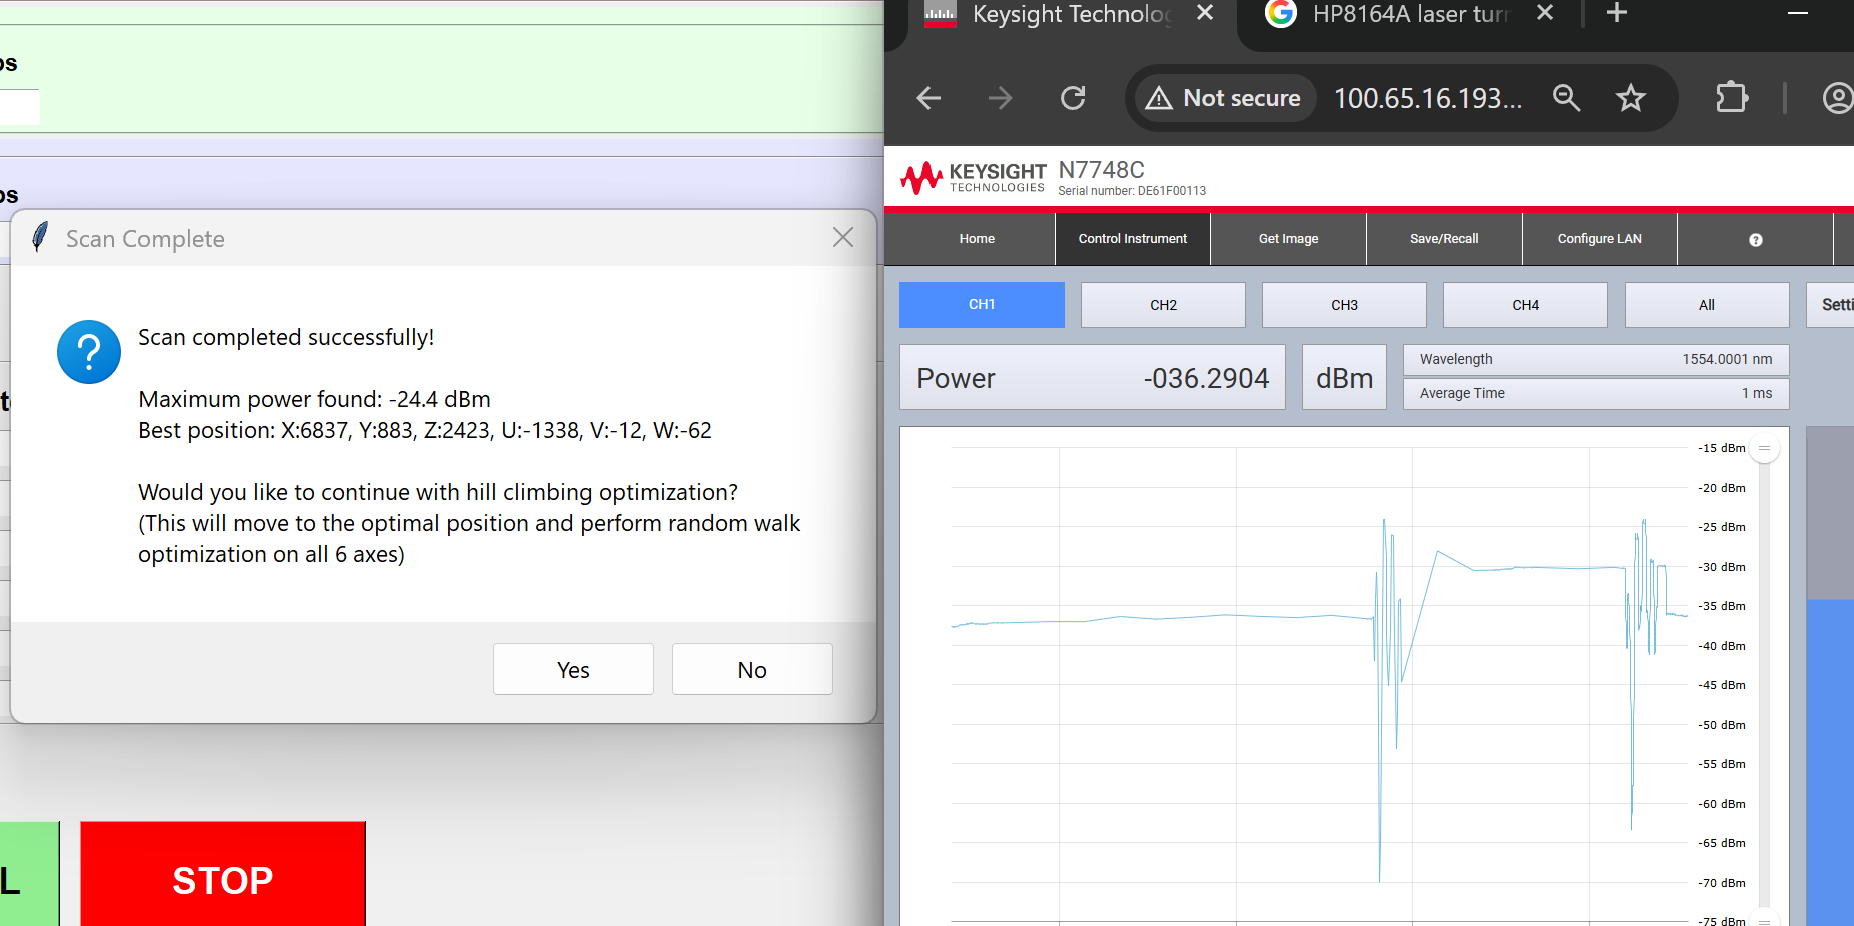 ps
ps
Scan Complete
Scan completed successfully!
Maximum power found: -24.4 dBm
Best position: X:6837, Y:883, Z:2423, U:-1338, V:-12, W:-62
Would you like to continue with hill climbing optimization?
(This will move to the optimal position and perform random walk
optimization on all 6 axes)
Yes
No
L
STOP
Keysight Technolog
HP8164A laser turn
Not secure
100.65.16.193...
KEYSIGHT
TECHNOLOGIES
N7748C
Serial number: DE61F00113
Home
Control Instrument
Get Image
Save/Recall
Configure LAN
?
CH1
CH2
CH3
CH4
All
Setti
Power
-036.2904
dBm
Wavelength
1554.0001 nm
Average Time
1 ms
-15 dBm
-20 dBm
-25 dBm
-30 dBm
-35 dBm
-40 dBm
-45 dBm
-50 dBm
-55 dBm
-60 dBm
-65 dBm
-70 dBm
-75 dBm